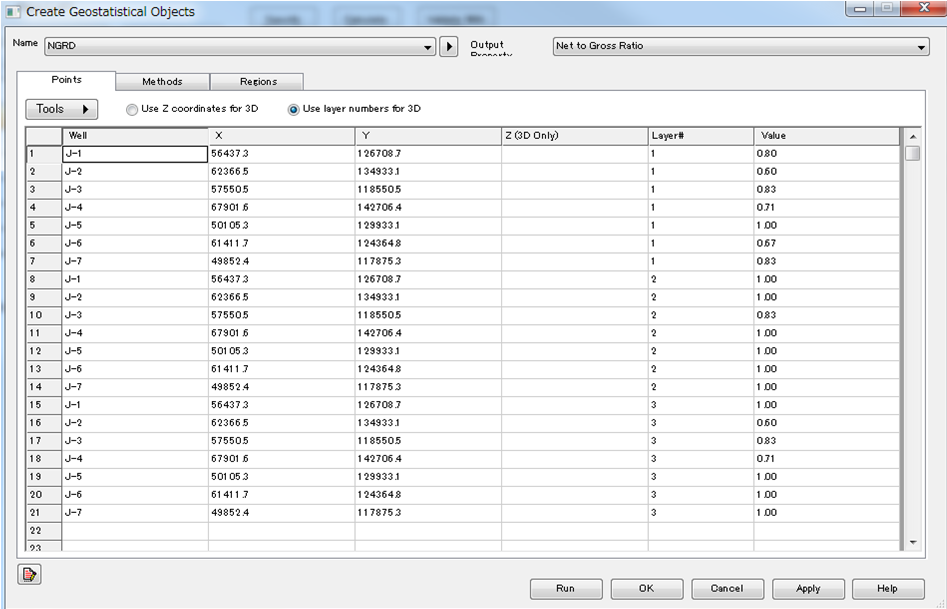 Create Geostatistical Objects
Name NGRD Output Property Net to Gross Ratio
Points Methods Regions
Tools Use Z coordinates for 3D Use layer numbers for 3D
Well X Y Z (3D Only) Layer# Value
1 J-1 56437.3 126708.7 1 0.80
2 J-2 62366.5 134933.1 1 0.60
3 J-3 57550.5 118550.5 1 0.83
4 J-4 67901.6 142706.4 1 0.71
5 J-5 50105.3 129933.1 1 1.00
6 J-6 61411.7 124364.8 1 0.67
7 J-7 49852.4 117875.3 1 0.83
8 J-1 56437.3 126708.7 2 1.00
9 J-2 62366.5 134933.1 2 1.00
10 J-3 57550.5 118550.5 2 0.83
11 J-4 67901.6 142706.4 2 1.00
12 J-5 50105.3 129933.1 2 1.00
13 J-6 61411.7 124364.8 2 1.00
14 J-7 49852.4 117875.3 2 1.00
15 J-1 56437.3 126708.7 3 1.00
16 J-2 62366.5 134933.1 3 0.60
17 J-3 57550.5 118550.5 3 0.83
18 J-4 67901.6 142706.4 3 0.71
19 J-5 50105.3 129933.1 3 1.00
20 J-6 61411.7 124364.8 3 1.00
21 J-7 49852.4 117875.3 3 1.00
22
23
Run OK Cancel Apply Help